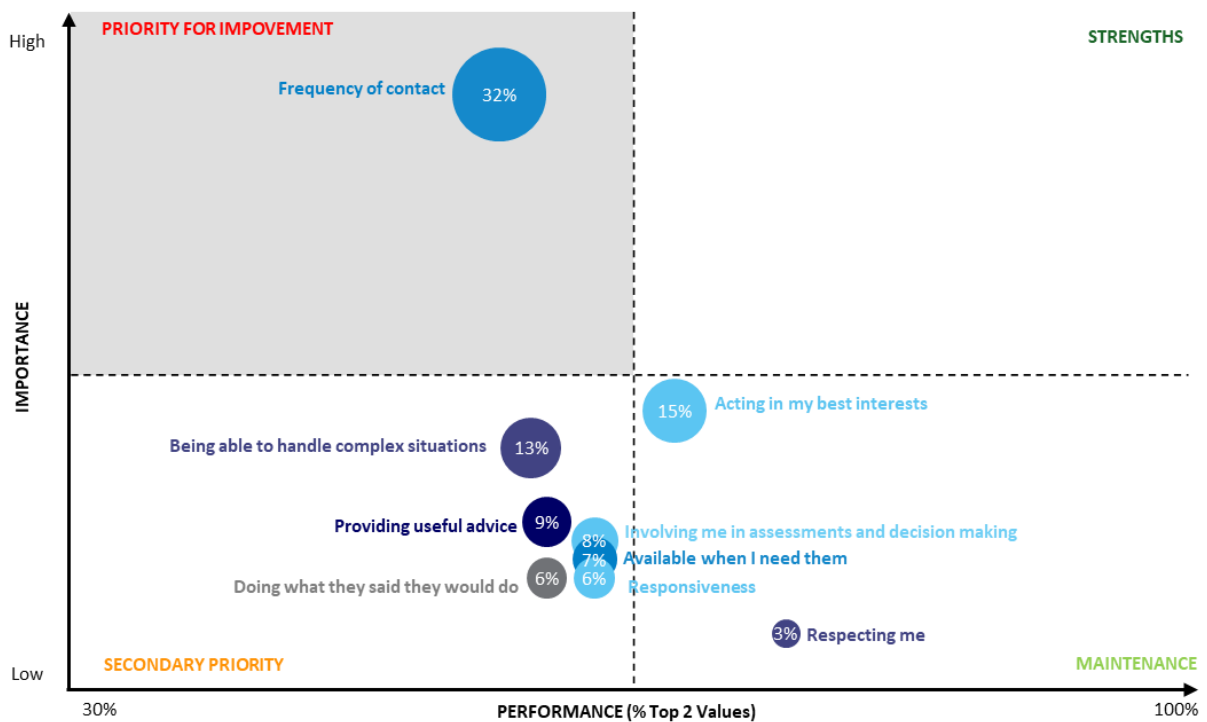 PRIORITY FOR IMPOVEMENT
STRENGTHS
High
Frequency of contact
32%
IMPORTANCE
Acting in my best interests
15%
Being able to handle complex situations
13%
Providing useful advice
9%
Involving me in assessments and decision making
8%
Available when I need them
7%
Doing what they said they would do
6%
6%
Responsiveness
3%
Respecting me
SECONDARY PRIORITY
MAINTENANCE
Low
30%
PERFORMANCE (% Top 2 Values)
100%